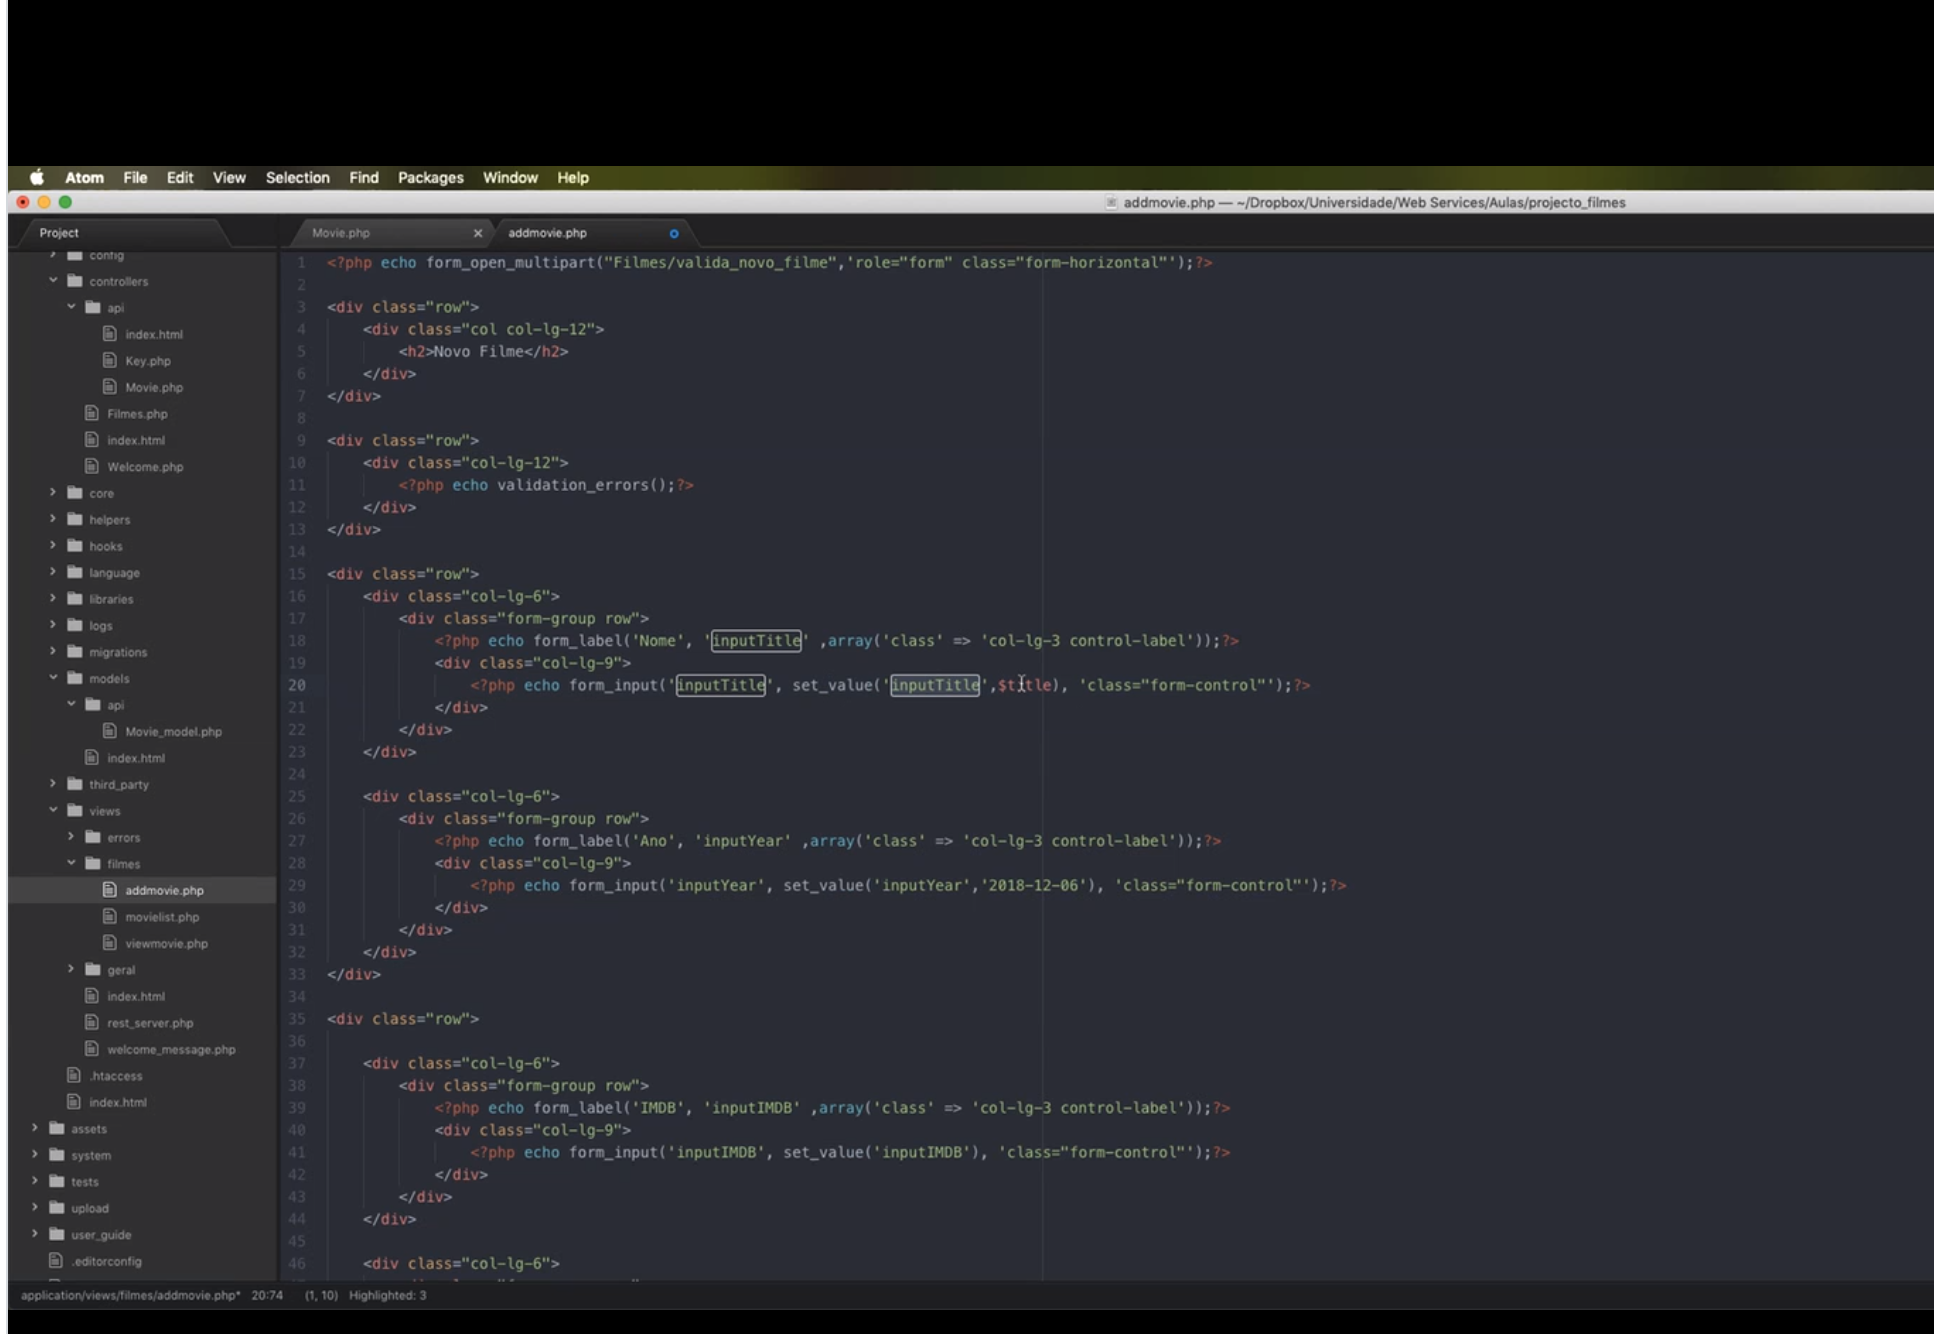 Atom File Edit View Selection Find Packages Window Help
addmovie.php — ~/Dropbox/Universidade/Web Services/Aulas/projecto_filmes
Project
Movie.php
addmovie.php
config
controllers
api
index.html
Key.php
Movie.php
Filmes.php
index.html
Welcome.php
core
helpers
hooks
language
libraries
logs
migrations
models
api
Movie_model.php
index.html
third_party
views
errors
filmes
addmovie.php
movielist.php
viewmovie.php
geral
index.html
rest_server.php
welcome_message.php
.htaccess
index.html
assets
system
tests
upload
user_guide
.editorconfig
1 <?php echo form_open_multipart("Filmes/valida_novo_filme",'role="form" class="form-horizontal"');?>
2
3 <div class="row">
4 <div class="col col-lg-12">
5 <h2>Novo Filme</h2>
6 </div>
7 </div>
8
9 <div class="row">
10 <div class="col-lg-12">
11 <?php echo validation_errors();?>
12 </div>
13 </div>
14
15 <div class="row">
16 <div class="col-lg-6">
17 <div class="form-group row">
18 <?php echo form_label('Nome', 'inputTitle' ,array('class' => 'col-lg-3 control-label'));?>
19 <div class="col-lg-9">
20 <?php echo form_input('inputTitle', set_value('inputTitle',$title), 'class="form-control"');?>
21 </div>
22 </div>
23 </div>
24
25 <div class="col-lg-6">
26 <div class="form-group row">
27 <?php echo form_label('Ano', 'inputYear' ,array('class' => 'col-lg-3 control-label'));?>
28 <div class="col-lg-9">
29 <?php echo form_input('inputYear', set_value('inputYear','2018-12-06'), 'class="form-control"');?>
30 </div>
31 </div>
32 </div>
33 </div>
34
35 <div class="row">
36
37 <div class="col-lg-6">
38 <div class="form-group row">
39 <?php echo form_label('IMDB', 'inputIMDB' ,array('class' => 'col-lg-3 control-label'));?>
40 <div class="col-lg-9">
41 <?php echo form_input('inputIMDB', set_value('inputIMDB'), 'class="form-control"');?>
42 </div>
43 </div>
44 </div>
45
46 <div class="col-lg-6">
application/views/filmes/addmovie.php* 20:74 (1, 10) Highlighted: 3